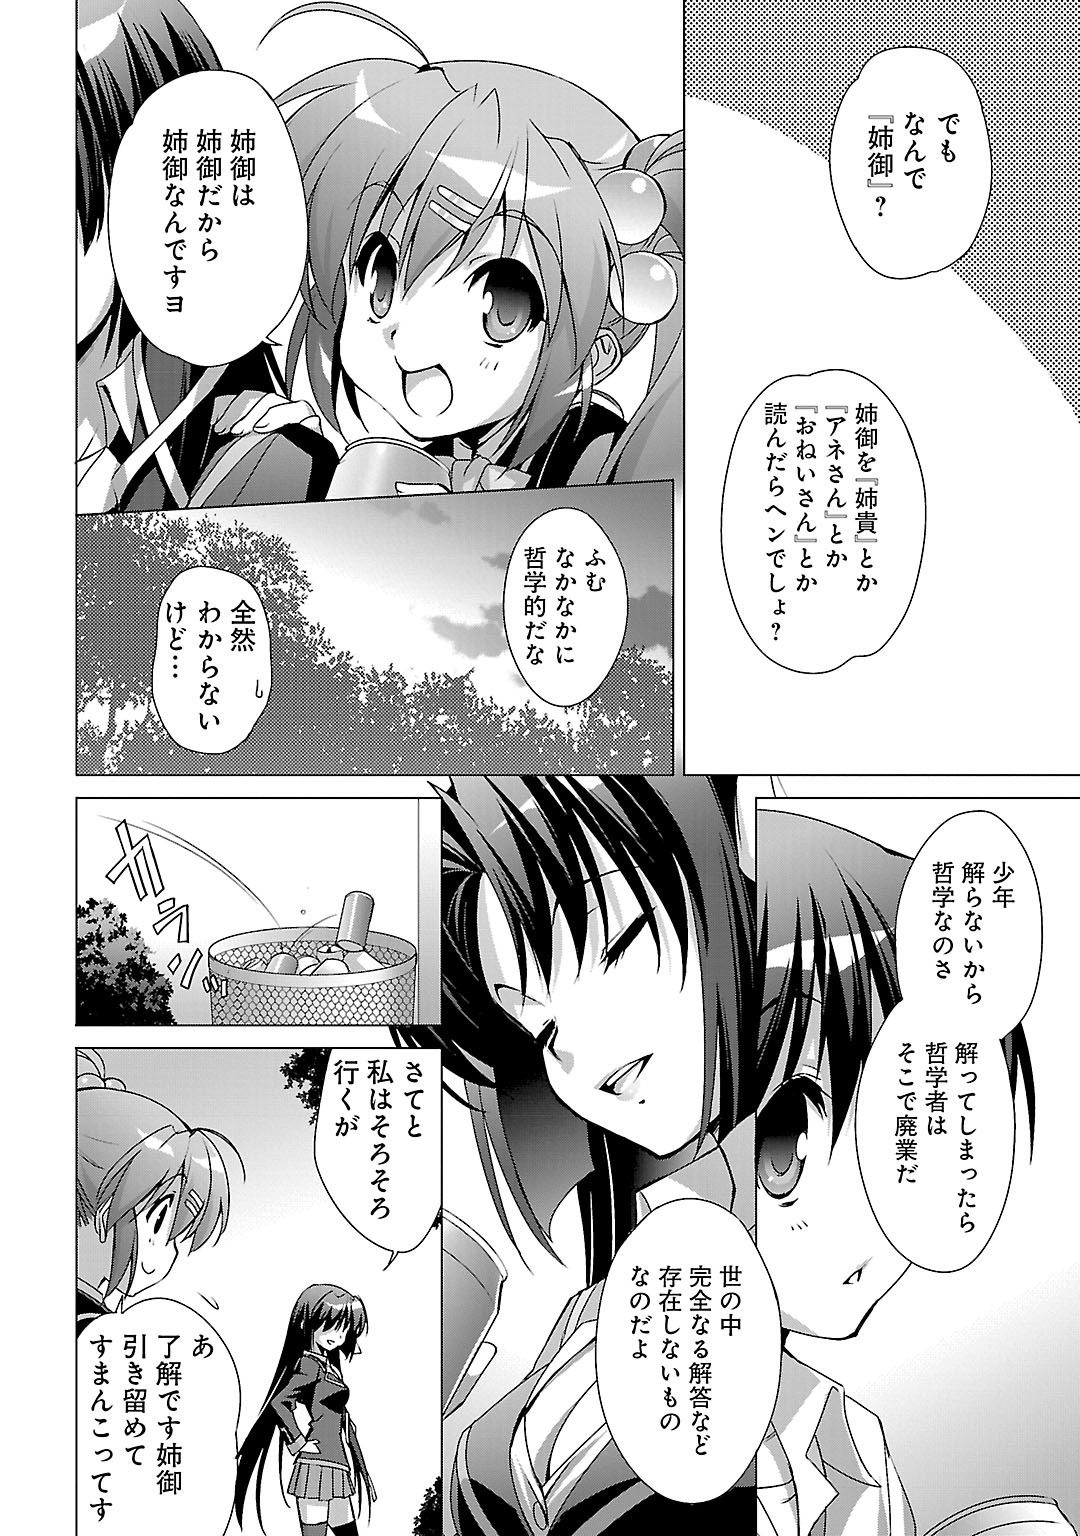 でも
なんで
『姉御』?
姉御を『姉貴』とか
『アネさん』とか
『おねいさん』とか
読んだらヘンでしょ?
姉御は
姉御だから
姉御なんですヨ
ふむ
なかなかに
哲学的だな
全然
わからない
けど…
少年
解らないから
哲学なのさ
解ってしまったら
哲学者は
そこで廃業だ
世の中
完全なる解答など
存在しないもの
なのだよ
ガラァン
さてと
私はそろそろ
行くが
あ
了解です姉御
引き留めて
すまんこってす